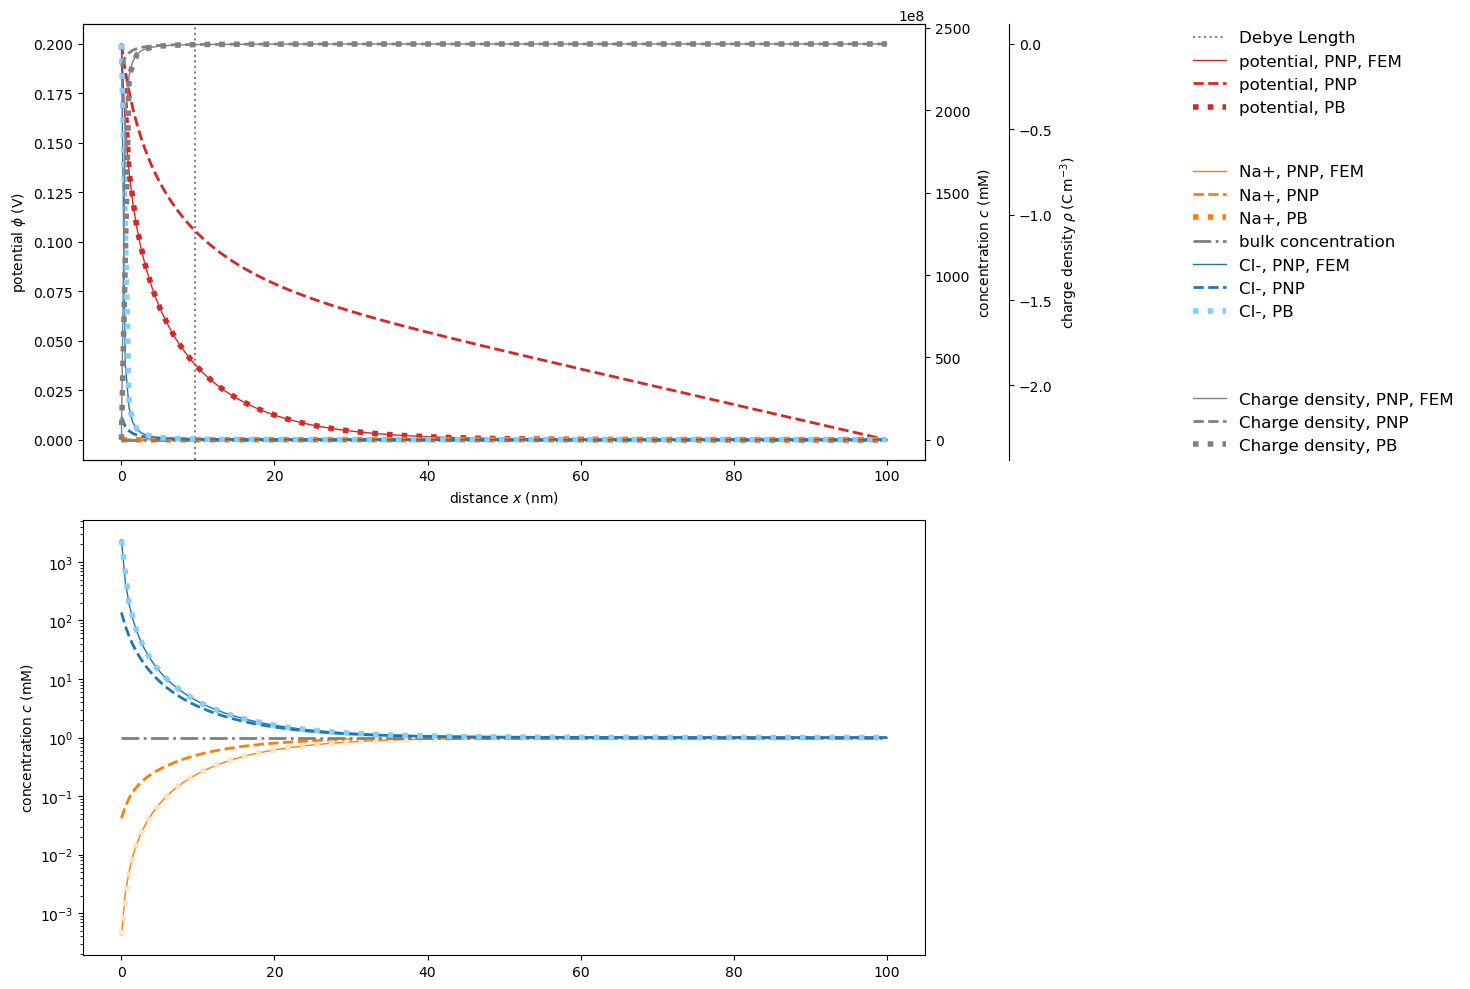 1e8
0.200
0.175
0.150
0.125
0.100
0.075
0.050
0.025
0.000
potential ϕ (V)
0
20
40
60
80
100
distance x (nm)
2500
2000
1500
1000
500
0
concentration c (mM)
0.0
−0.5
−1.0
−1.5
−2.0
charge density ρ (C m⁻³)
Debye Length
potential, PNP, FEM
potential, PNP
potential, PB
Na+, PNP, FEM
Na+, PNP
Na+, PB
bulk concentration
Cl-, PNP, FEM
Cl-, PNP
Cl-, PB
Charge density, PNP, FEM
Charge density, PNP
Charge density, PB
10³
10²
10¹
10⁰
10⁻¹
10⁻²
10⁻³
concentration c (mM)
0
20
40
60
80
100